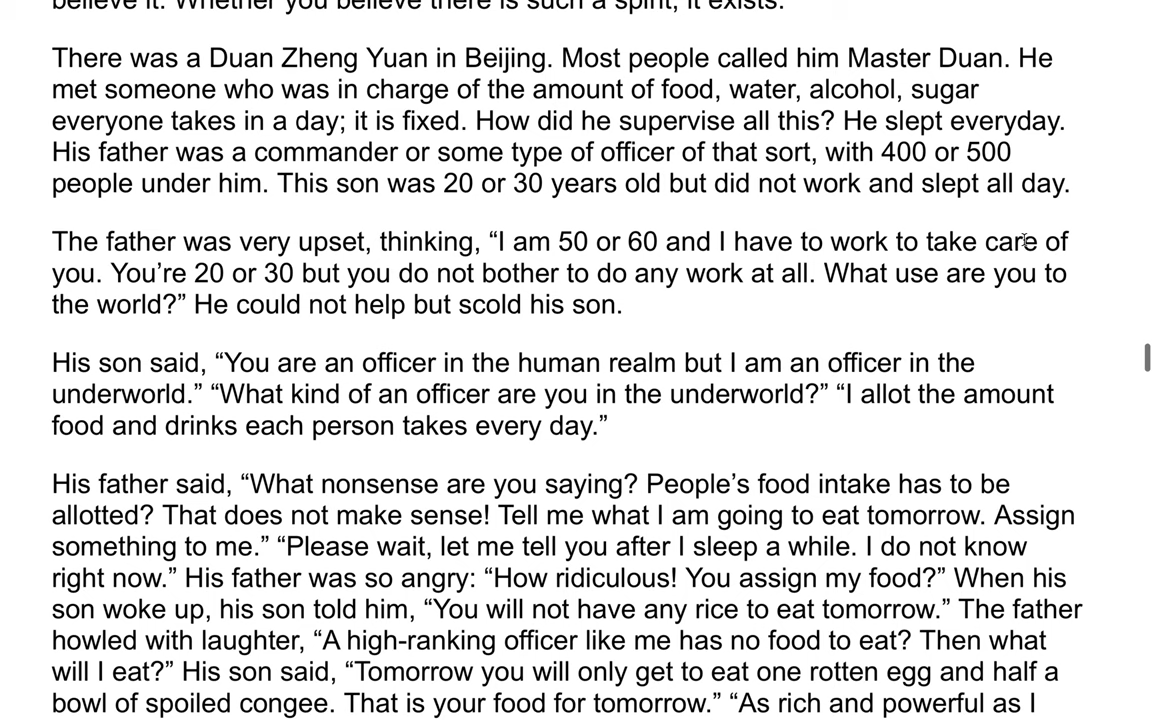 believe it. Whether you believe there is such a spirit, it exists.
There was a Duan Zheng Yuan in Beijing. Most people called him Master Duan. He
met someone who was in charge of the amount of food, water, alcohol, sugar
everyone takes in a day; it is fixed. How did he supervise all this? He slept everyday.
His father was a commander or some type of officer of that sort, with 400 or 500
people under him. This son was 20 or 30 years old but did not work and slept all day.
The father was very upset, thinking, “I am 50 or 60 and I have to work to take care of
you. You’re 20 or 30 but you do not bother to do any work at all. What use are you to
the world?” He could not help but scold his son.
His son said, “You are an officer in the human realm but I am an officer in the
underworld.” “What kind of an officer are you in the underworld?” “I allot the amount
food and drinks each person takes every day.”
His father said, “What nonsense are you saying? People’s food intake has to be
allotted? That does not make sense! Tell me what I am going to eat tomorrow. Assign
something to me.” “Please wait, let me tell you after I sleep a while. I do not know
right now.” His father was so angry: “How ridiculous! You assign my food?” When his
son woke up, his son told him, “You will not have any rice to eat tomorrow.” The father
howled with laughter, “A high-ranking officer like me has no food to eat? Then what
will I eat?” His son said, “Tomorrow you will only get to eat one rotten egg and half a
bowl of spoiled congee. That is your food for tomorrow.” “As rich and powerful as I